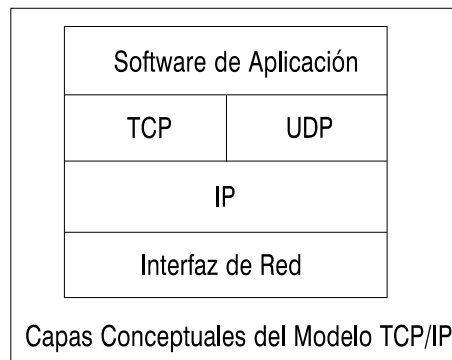 Software de Aplicación
TCP UDP
IP
Interfaz de Red
Capas Conceptuales del Modelo TCP/IP